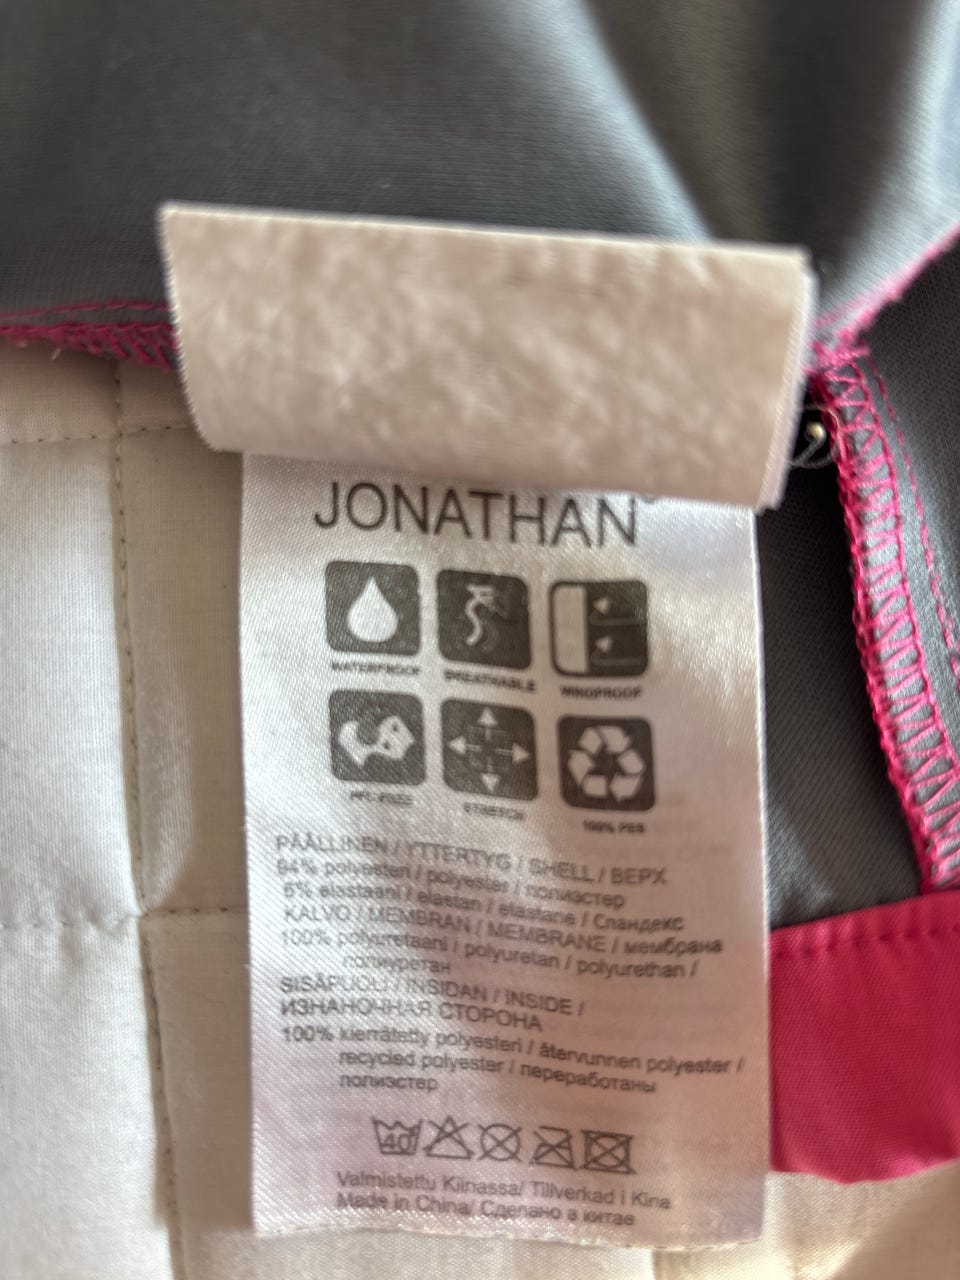 JONATHAN
WATERPROOF
BREATHABLE
WINDPROOF
PFC-FREE
STRETCH
100% PES
PÄÄLLINEN / YTTERTYG / SHELL / ВЕРХ
94% polyesteri / polyester / полиэстер
6% elastaani / elastan / elastane / Спандекс
KALVO / MEMBRAN / MEMBRANE / мембрана
100% polyuretaani / polyuretan / polyurethan /
полиуретан
SISÄPUOLI / INSIDAN / INSIDE /
ИЗНАНОЧНАЯ СТОРОНА
100% kierrätetty polyesteri / återvunnen polyester /
recycled polyester / переработаны
полиэстер
40
Valmistettu Kiinassa/ Tillverkad i Kina
Made in China/ Сделано в китае